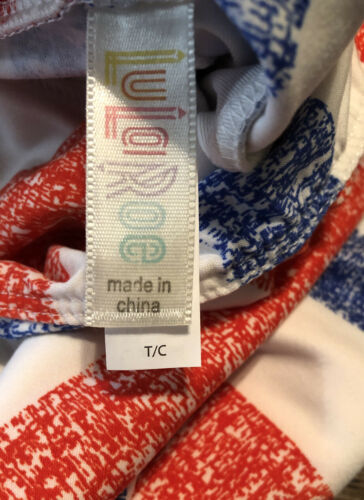 LuLaRoe
made in
china
T/C